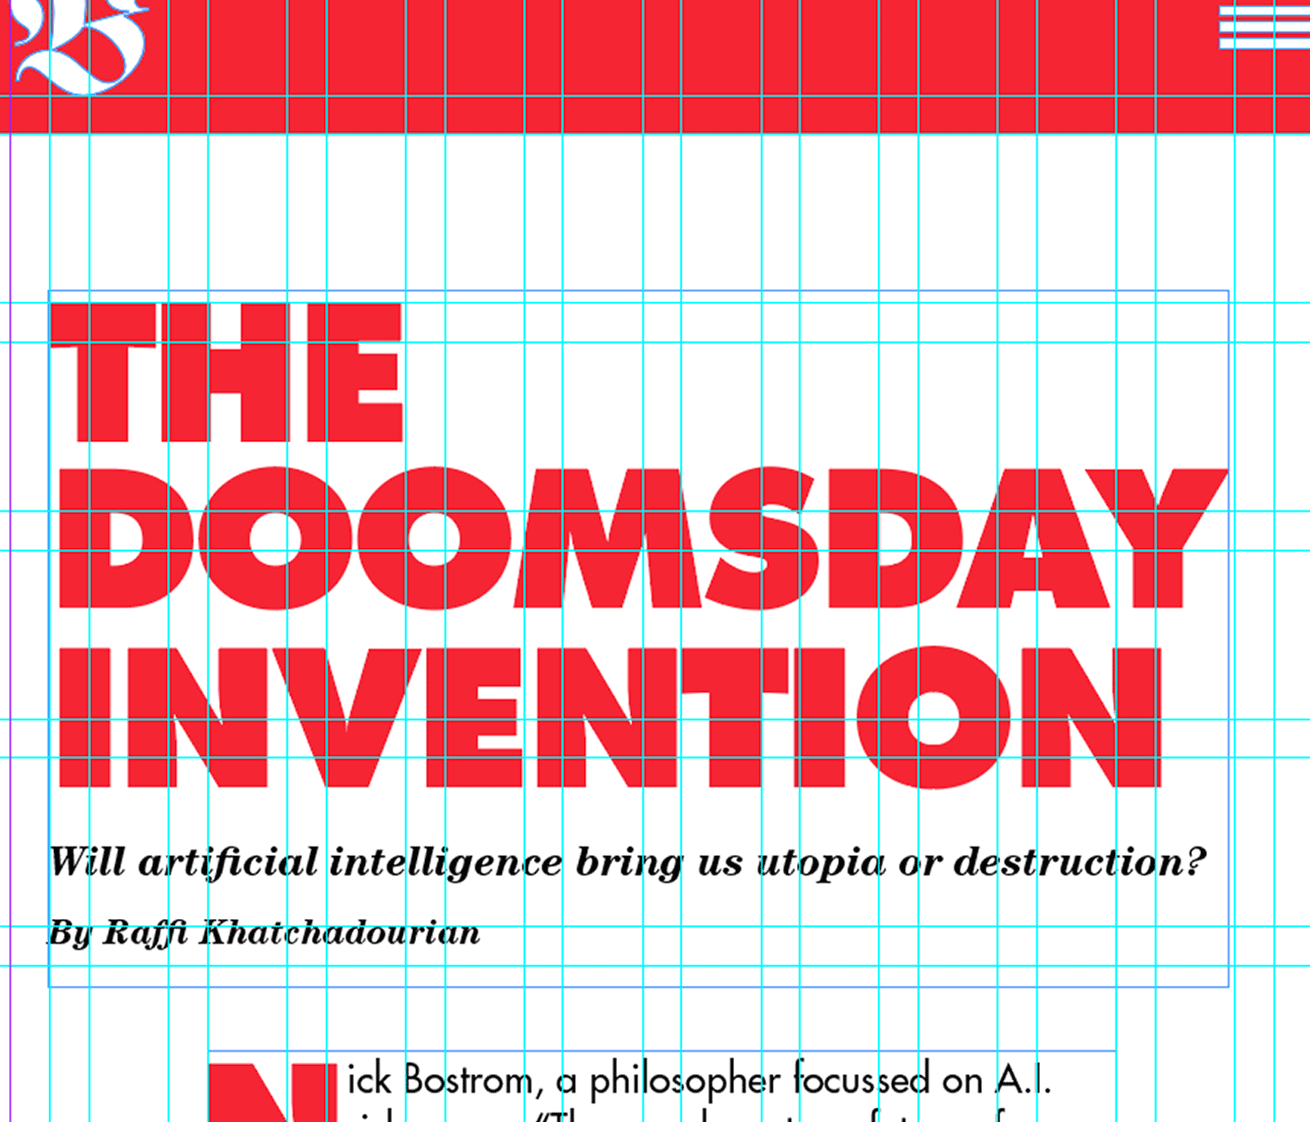 B
THE
DOOMSDAY
INVENTION
Will artificial intelligence bring us utopia or destruction?
By Raffi Khatchadourian
Nick Bostrom, a philosopher focussed on A.I.